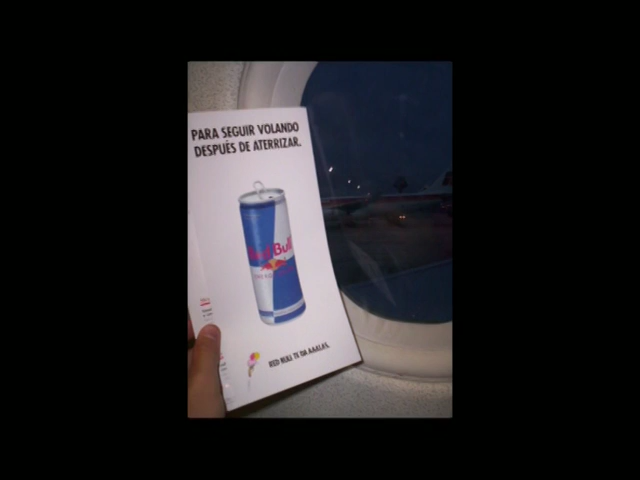 PARA SEGUIR VOLANDO
DESPUÉS DE ATERRIZAR.
Red Bull
RED BULL TE DA AAALAS.